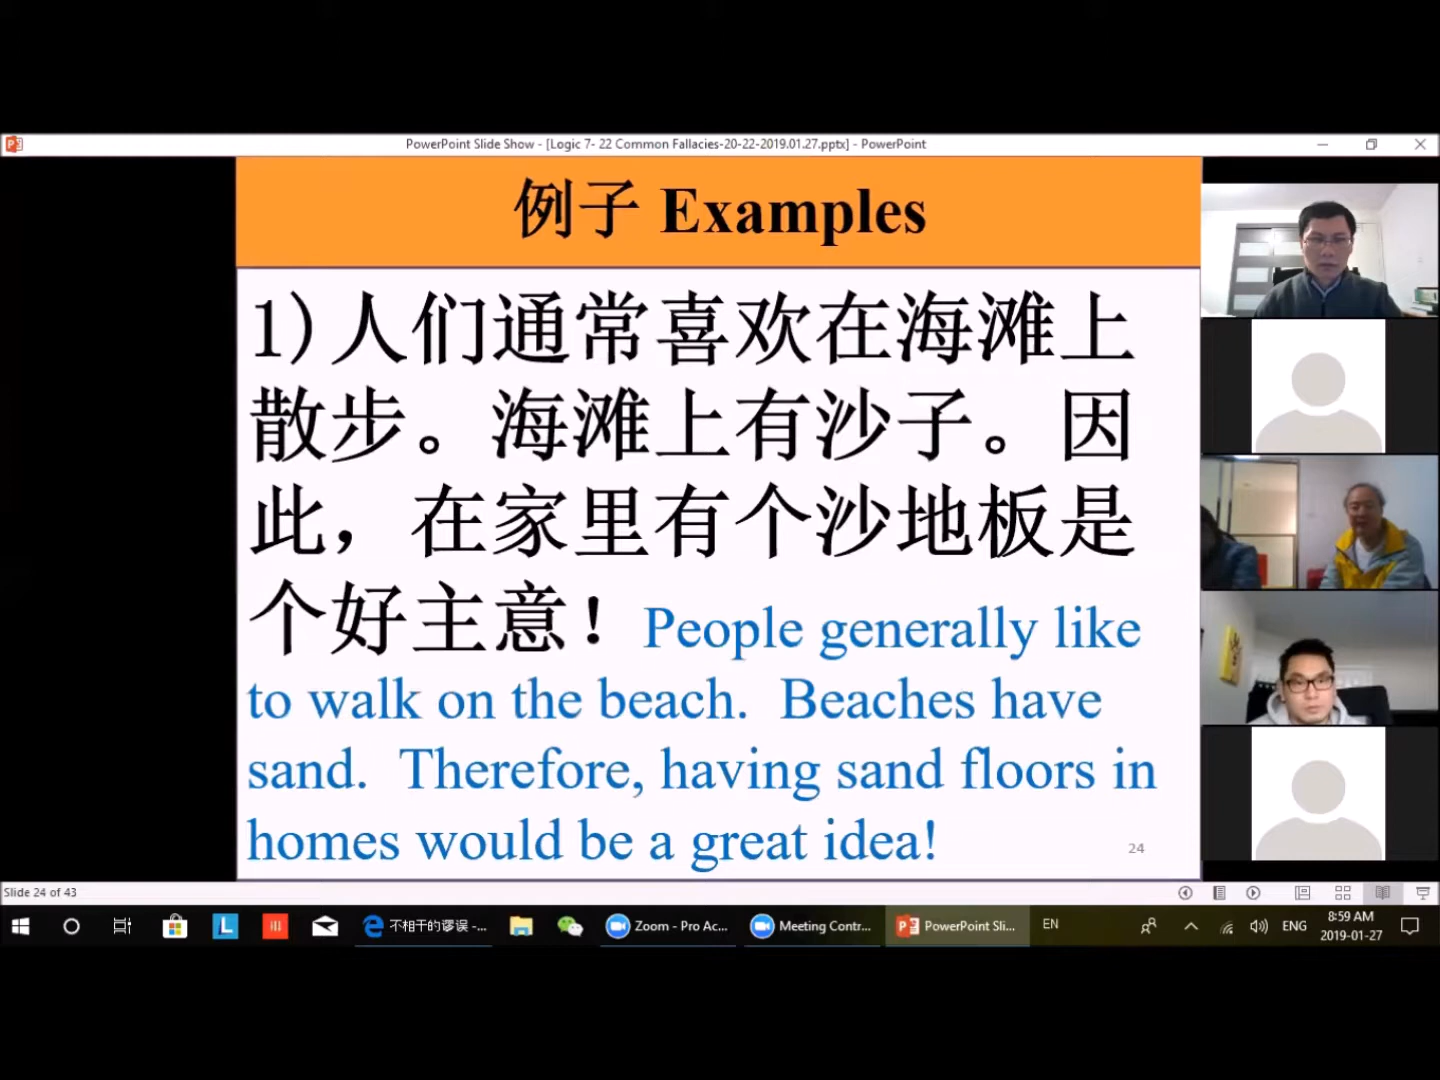 PowerPoint Slide Show - [Logic 7- 22 Common Fallacies-20-22-2019.01.27.pptx] - PowerPoint
例子 Examples
1)人们通常喜欢在海滩上
散步。海滩上有沙子。因
此，在家里有个沙地板是
个好主意！People generally like
to walk on the beach. Beaches have
sand. Therefore, having sand floors in
homes would be a great idea!
24
Slide 24 of 43
不相干的谬误 -...
Zoom - Pro Ac...
Meeting Contr...
PowerPoint Sli...
EN
ENG
8:59 AM
2019-01-27